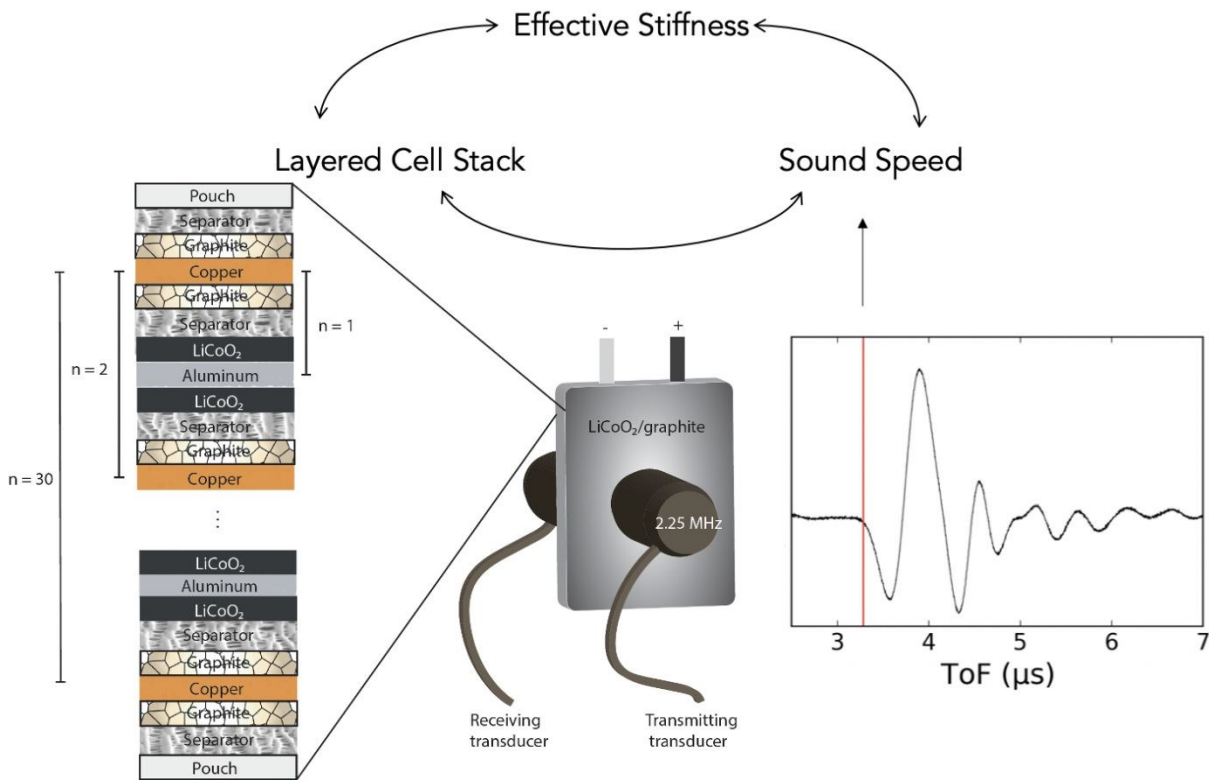 Effective Stiffness
Layered Cell Stack
Sound Speed
Pouch
Separator
Graphite
Copper
Graphite
Separator
LiCoO₂
Aluminum
LiCoO₂
Separator
Graphite
Copper
⋮
LiCoO₂
Aluminum
LiCoO₂
Separator
Graphite
Copper
Graphite
Separator
Pouch
n = 1
n = 2
n = 30
- +
LiCoO₂/graphite
2.25 MHz
Receiving
transducer
Transmitting
transducer
3 4 5 6 7
ToF (μs)